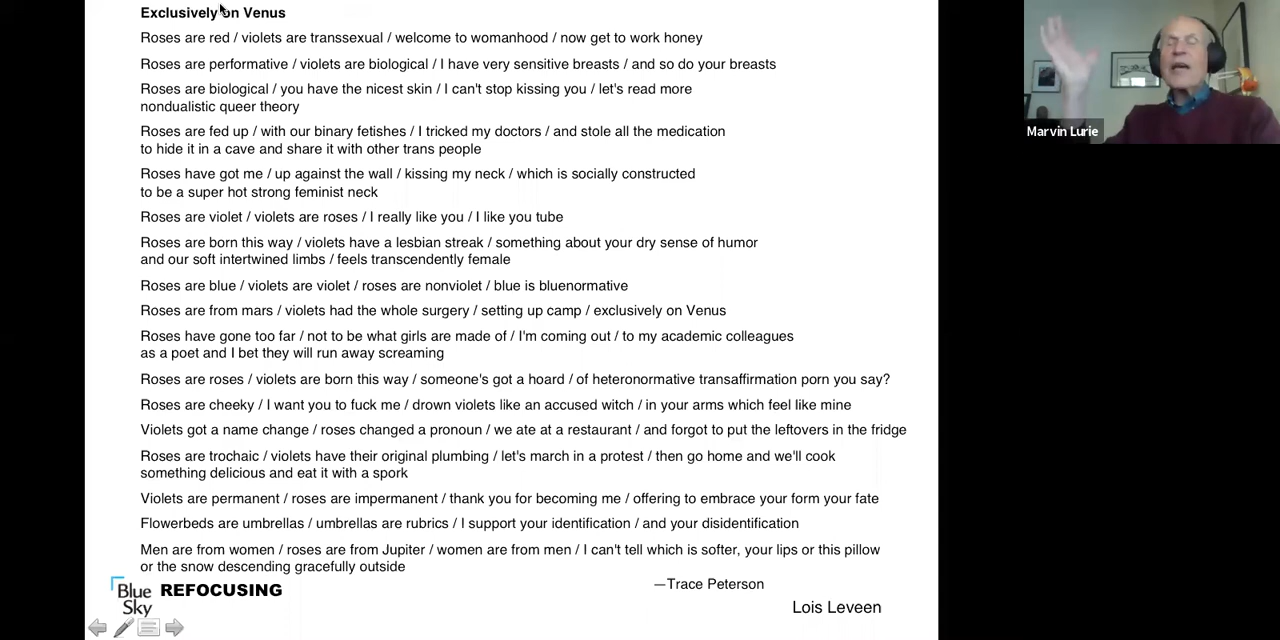 Exclusively on Venus
Roses are red / violets are transsexual / welcome to womanhood / now get to work honey
Roses are performative / violets are biological / I have very sensitive breasts / and so do your breasts
Roses are biological / you have the nicest skin / I can't stop kissing you / let's read more
nondualistic queer theory
Roses are fed up / with our binary fetishes / I tricked my doctors / and stole all the medication
to hide it in a cave and share it with other trans people
Roses have got me / up against the wall / kissing my neck / which is socially constructed
to be a super hot strong feminist neck
Roses are violet / violets are roses / I really like you / I like you tube
Roses are born this way / violets have a lesbian streak / something about your dry sense of humor
and our soft intertwined limbs / feels transcendently female
Roses are blue / violets are violet / roses are nonviolet / blue is bluenormative
Roses are from mars / violets had the whole surgery / setting up camp / exclusively on Venus
Roses have gone too far / not to be what girls are made of / I'm coming out / to my academic colleagues
as a poet and I bet they will run away screaming
Roses are roses / violets are born this way / someone's got a hoard / of heteronormative transaffirmation porn you say?
Roses are cheeky / I want you to fuck me / drown violets like an accused witch / in your arms which feel like mine
Violets got a name change / roses changed a pronoun / we ate at a restaurant / and forgot to put the leftovers in the fridge
Roses are trochaic / violets have their original plumbing / let's march in a protest / then go home and we'll cook
something delicious and eat it with a spork
Violets are permanent / roses are impermanent / thank you for becoming me / offering to embrace your form your fate
Flowerbeds are umbrellas / umbrellas are rubrics / I support your identification / and your disidentification
Men are from women / roses are from Jupiter / women are from men / I can't tell which is softer, your lips or this pillow
or the snow descending gracefully outside
—Trace Peterson
Lois Leveen
Blue
Sky
REFOCUSING
Marvin Lurie